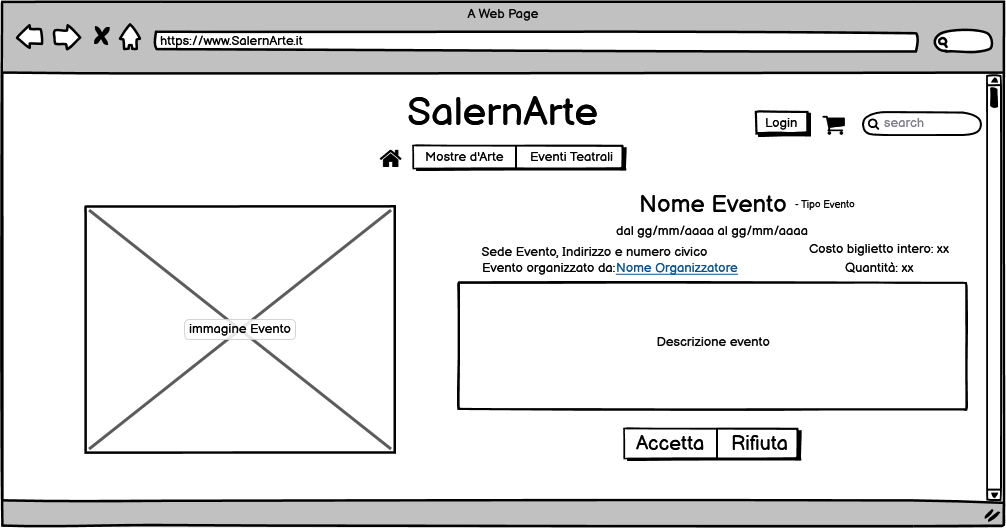 A Web Page
https://www.SalernArte.it
SalernArte
Login
search
Mostre d'Arte
Eventi Teatrali
Nome Evento - Tipo Evento
dal gg/mm/aaaa al gg/mm/aaaa
Sede Evento, Indirizzo e numero civico
Costo biglietto intero: xx
Evento organizzato da:Nome Organizzatore
Quantità: xx
immagine Evento
Descrizione evento
Accetta
Rifiuta